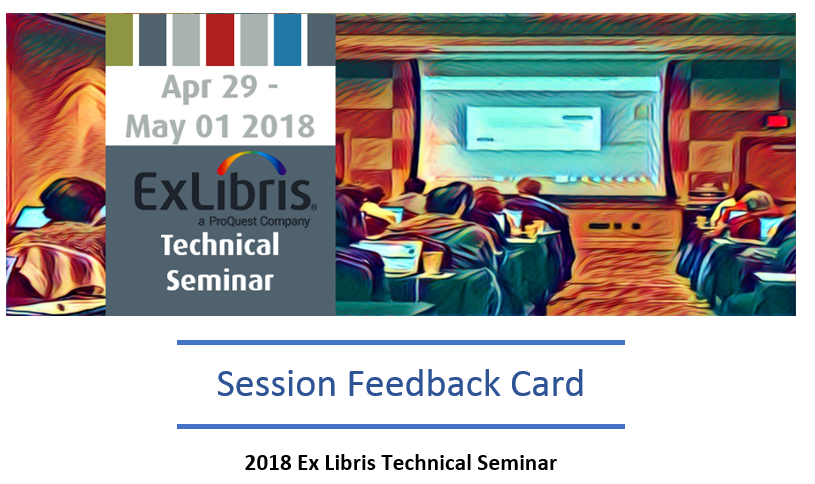 Apr 29 -
May 01 2018
ExLibris®
a ProQuest Company
Technical
Seminar
Session Feedback Card
2018 Ex Libris Technical Seminar